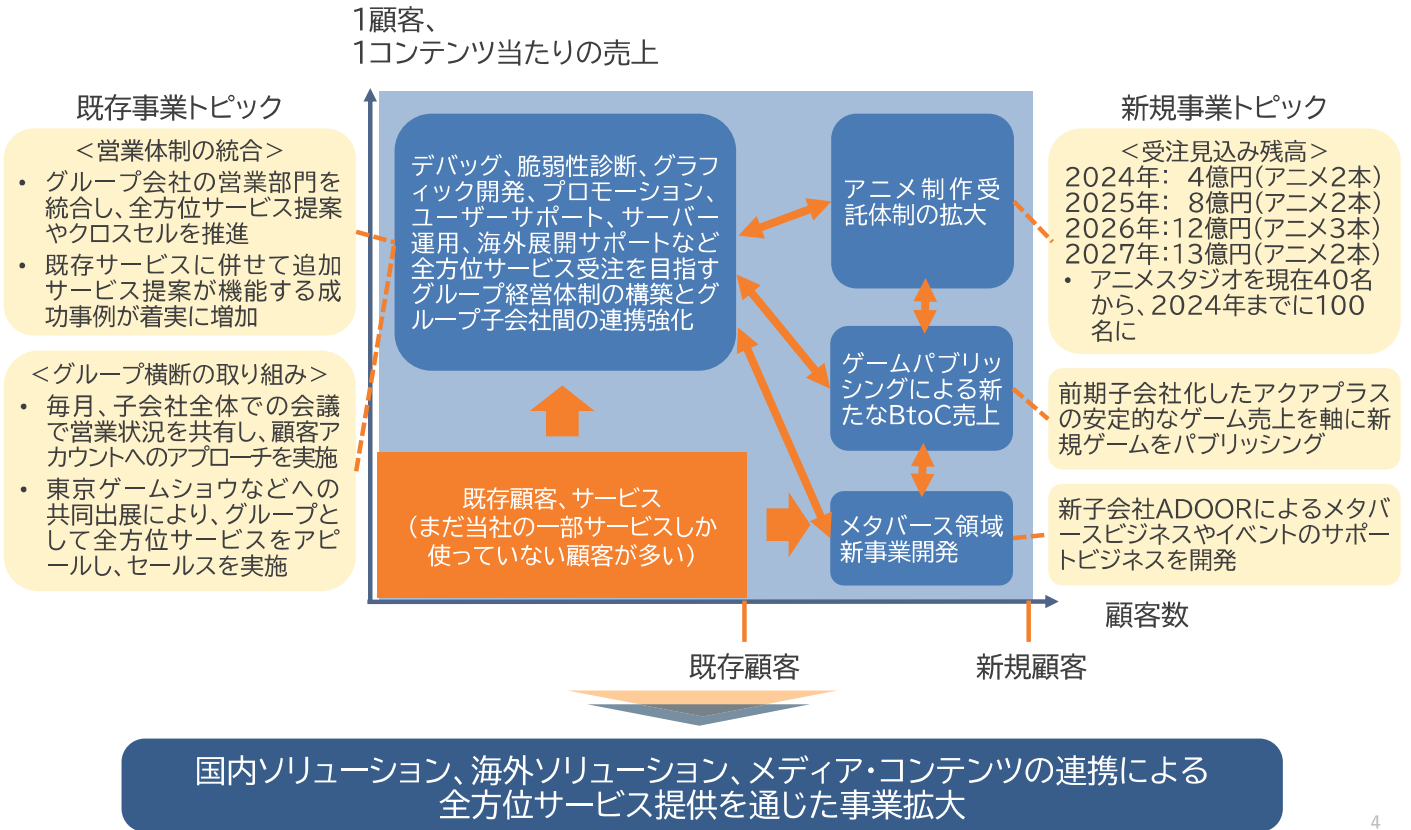 1顧客、
1コンテンツ当たりの売上
既存事業トピック
＜営業体制の統合＞
• グループ会社の営業部門を
統合し、全方位サービス提案
やクロスセルを推進
• 既存サービスに併せて追加
サービス提案が機能する成
功事例が着実に増加
＜グループ横断の取り組み＞
• 毎月、子会社全体での会議
で営業状況を共有し、顧客ア
カウントへのアプローチを実施
• 東京ゲームショウなどへの
共同出展により、グループと
して全方位サービスをアピ
ールし、セールスを実施
デバッグ、脆弱性診断、グラフ
ィック開発、プロモーション、
ユーザーサポート、サーバー
運用、海外展開サポートなど
全方位サービス受注を目指す
グループ経営体制の構築とグ
ループ子会社間の連携強化
既存顧客、サービス
（まだ当社の一部サービスしか
使っていない顧客が多い）
アニメ制作受
託体制の拡大
ゲームパブリッ
シングによる新
たなBtoC売上
メタバース領域
新事業開発
新規事業トピック
＜受注見込み残高＞
2024年： 4億円(アニメ2本)
2025年： 8億円(アニメ2本)
2026年：12億円(アニメ3本)
2027年：13億円(アニメ2本)
• アニメスタジオを現在40名
から、2024年までに100
名に
前期子会社化したアクアプラス
の安定的なゲーム売上を軸に新
規ゲームをパブリッシング
新子会社ADOORによるメタバ
ースビジネスやイベントのサポー
トビジネスを開発
顧客数
既存顧客
新規顧客
国内ソリューション、海外ソリューション、メディア・コンテンツの連携による
全方位サービス提供を通じた事業拡大
4